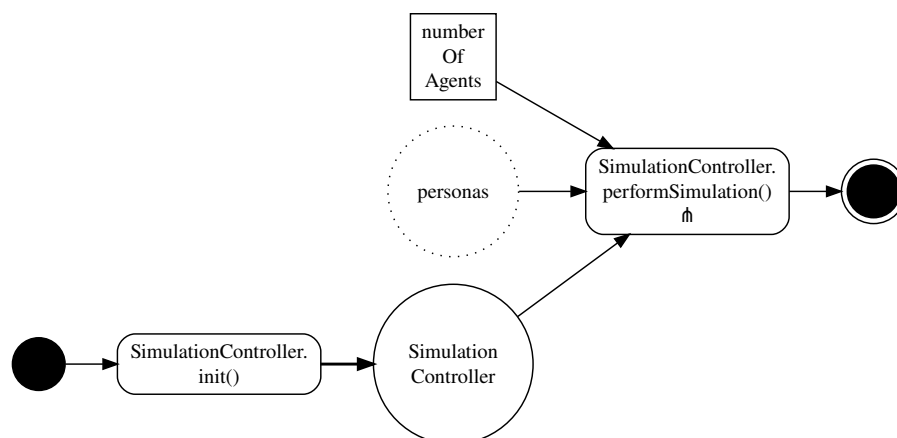 number
Of
Agents
personas
SimulationController.
performSimulation()
⋔
Simulation
Controller
SimulationController.
init()